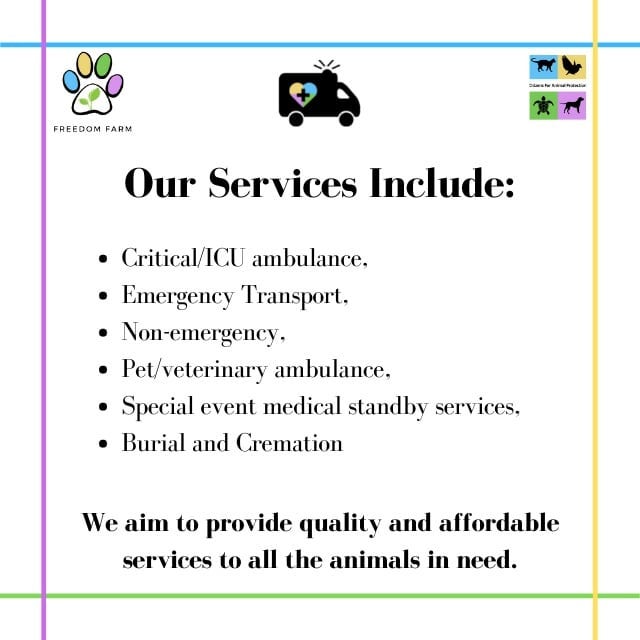 FREEDOM FARM
Citizens For Animal Protection
Our Services Include:
• Critical/ICU ambulance,
• Emergency Transport,
• Non-emergency,
• Pet/veterinary ambulance,
• Special event medical standby services,
• Burial and Cremation
We aim to provide quality and affordable
services to all the animals in need.